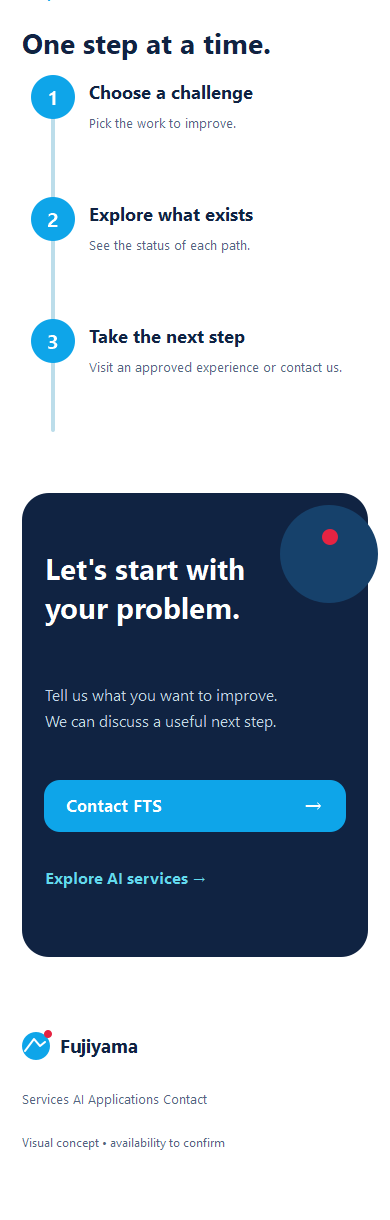 One step at a time.
1
Choose a challenge
Pick the work to improve.
2
Explore what exists
See the status of each path.
3
Take the next step
Visit an approved experience or contact us.
Let's start with
your problem.
Tell us what you want to improve.
We can discuss a useful next step.
Contact FTS →
Explore AI services →
Fujiyama
Services AI Applications Contact
Visual concept • availability to confirm